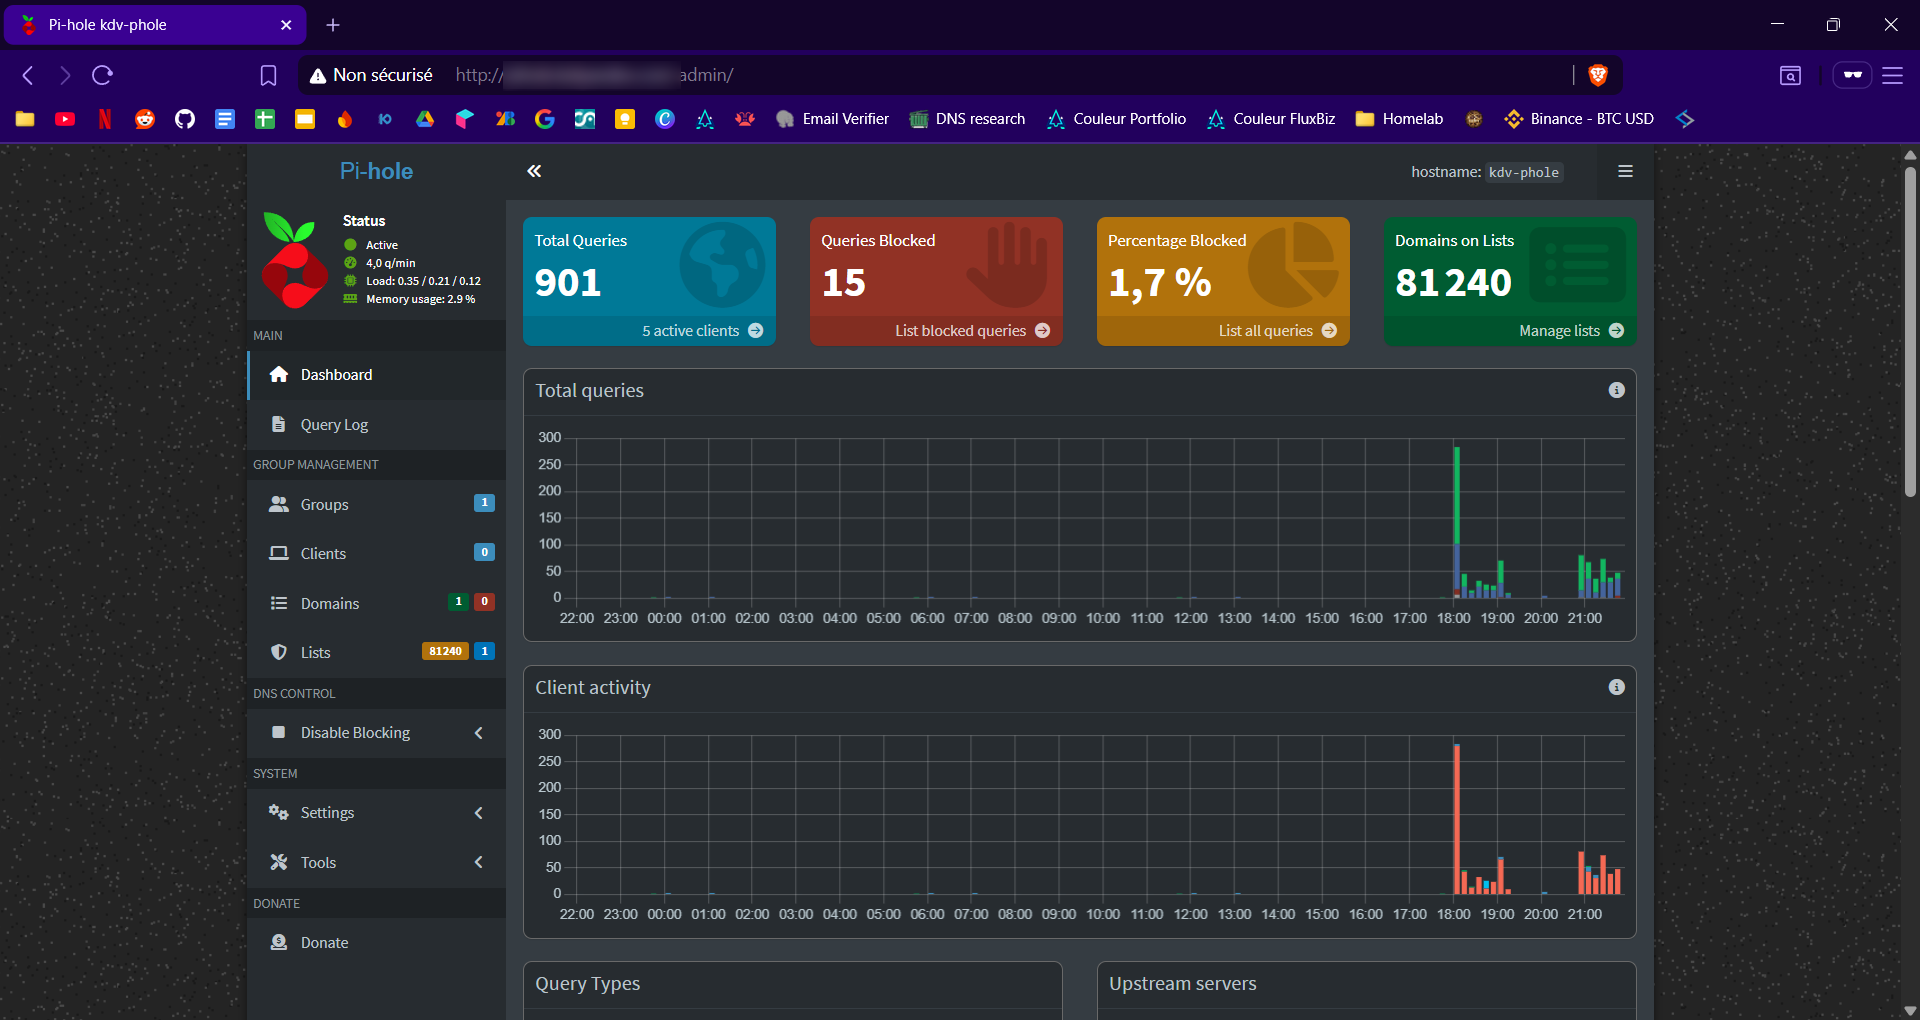 Pi-hole kdv-phole
Non sécurisé http:// admin/
Email Verifier DNS research Couleur Portfolio Couleur FluxBiz Homelab Binance - BTC USD
Pi-hole
hostname: kdv-phole
Status
Active
4,0 q/min
Load: 0.35 / 0.21 / 0.12
Memory usage: 2.9 %
Total Queries
901
5 active clients
Queries Blocked
15
List blocked queries
Percentage Blocked
1,7 %
List all queries
Domains on Lists
81 240
Manage lists
MAIN
Dashboard
Query Log
GROUP MANAGEMENT
Groups 1
Clients 0
Domains 1 0
Lists 81240 1
DNS CONTROL
Disable Blocking
SYSTEM
Settings
Tools
DONATE
Donate
Total queries
300
250
200
150
100
50
0
22:00 23:00 00:00 01:00 02:00 03:00 04:00 05:00 06:00 07:00 08:00 09:00 10:00 11:00 12:00 13:00 14:00 15:00 16:00 17:00 18:00 19:00 20:00 21:00
Client activity
300
250
200
150
100
50
0
22:00 23:00 00:00 01:00 02:00 03:00 04:00 05:00 06:00 07:00 08:00 09:00 10:00 11:00 12:00 13:00 14:00 15:00 16:00 17:00 18:00 19:00 20:00 21:00
Query Types
Upstream servers